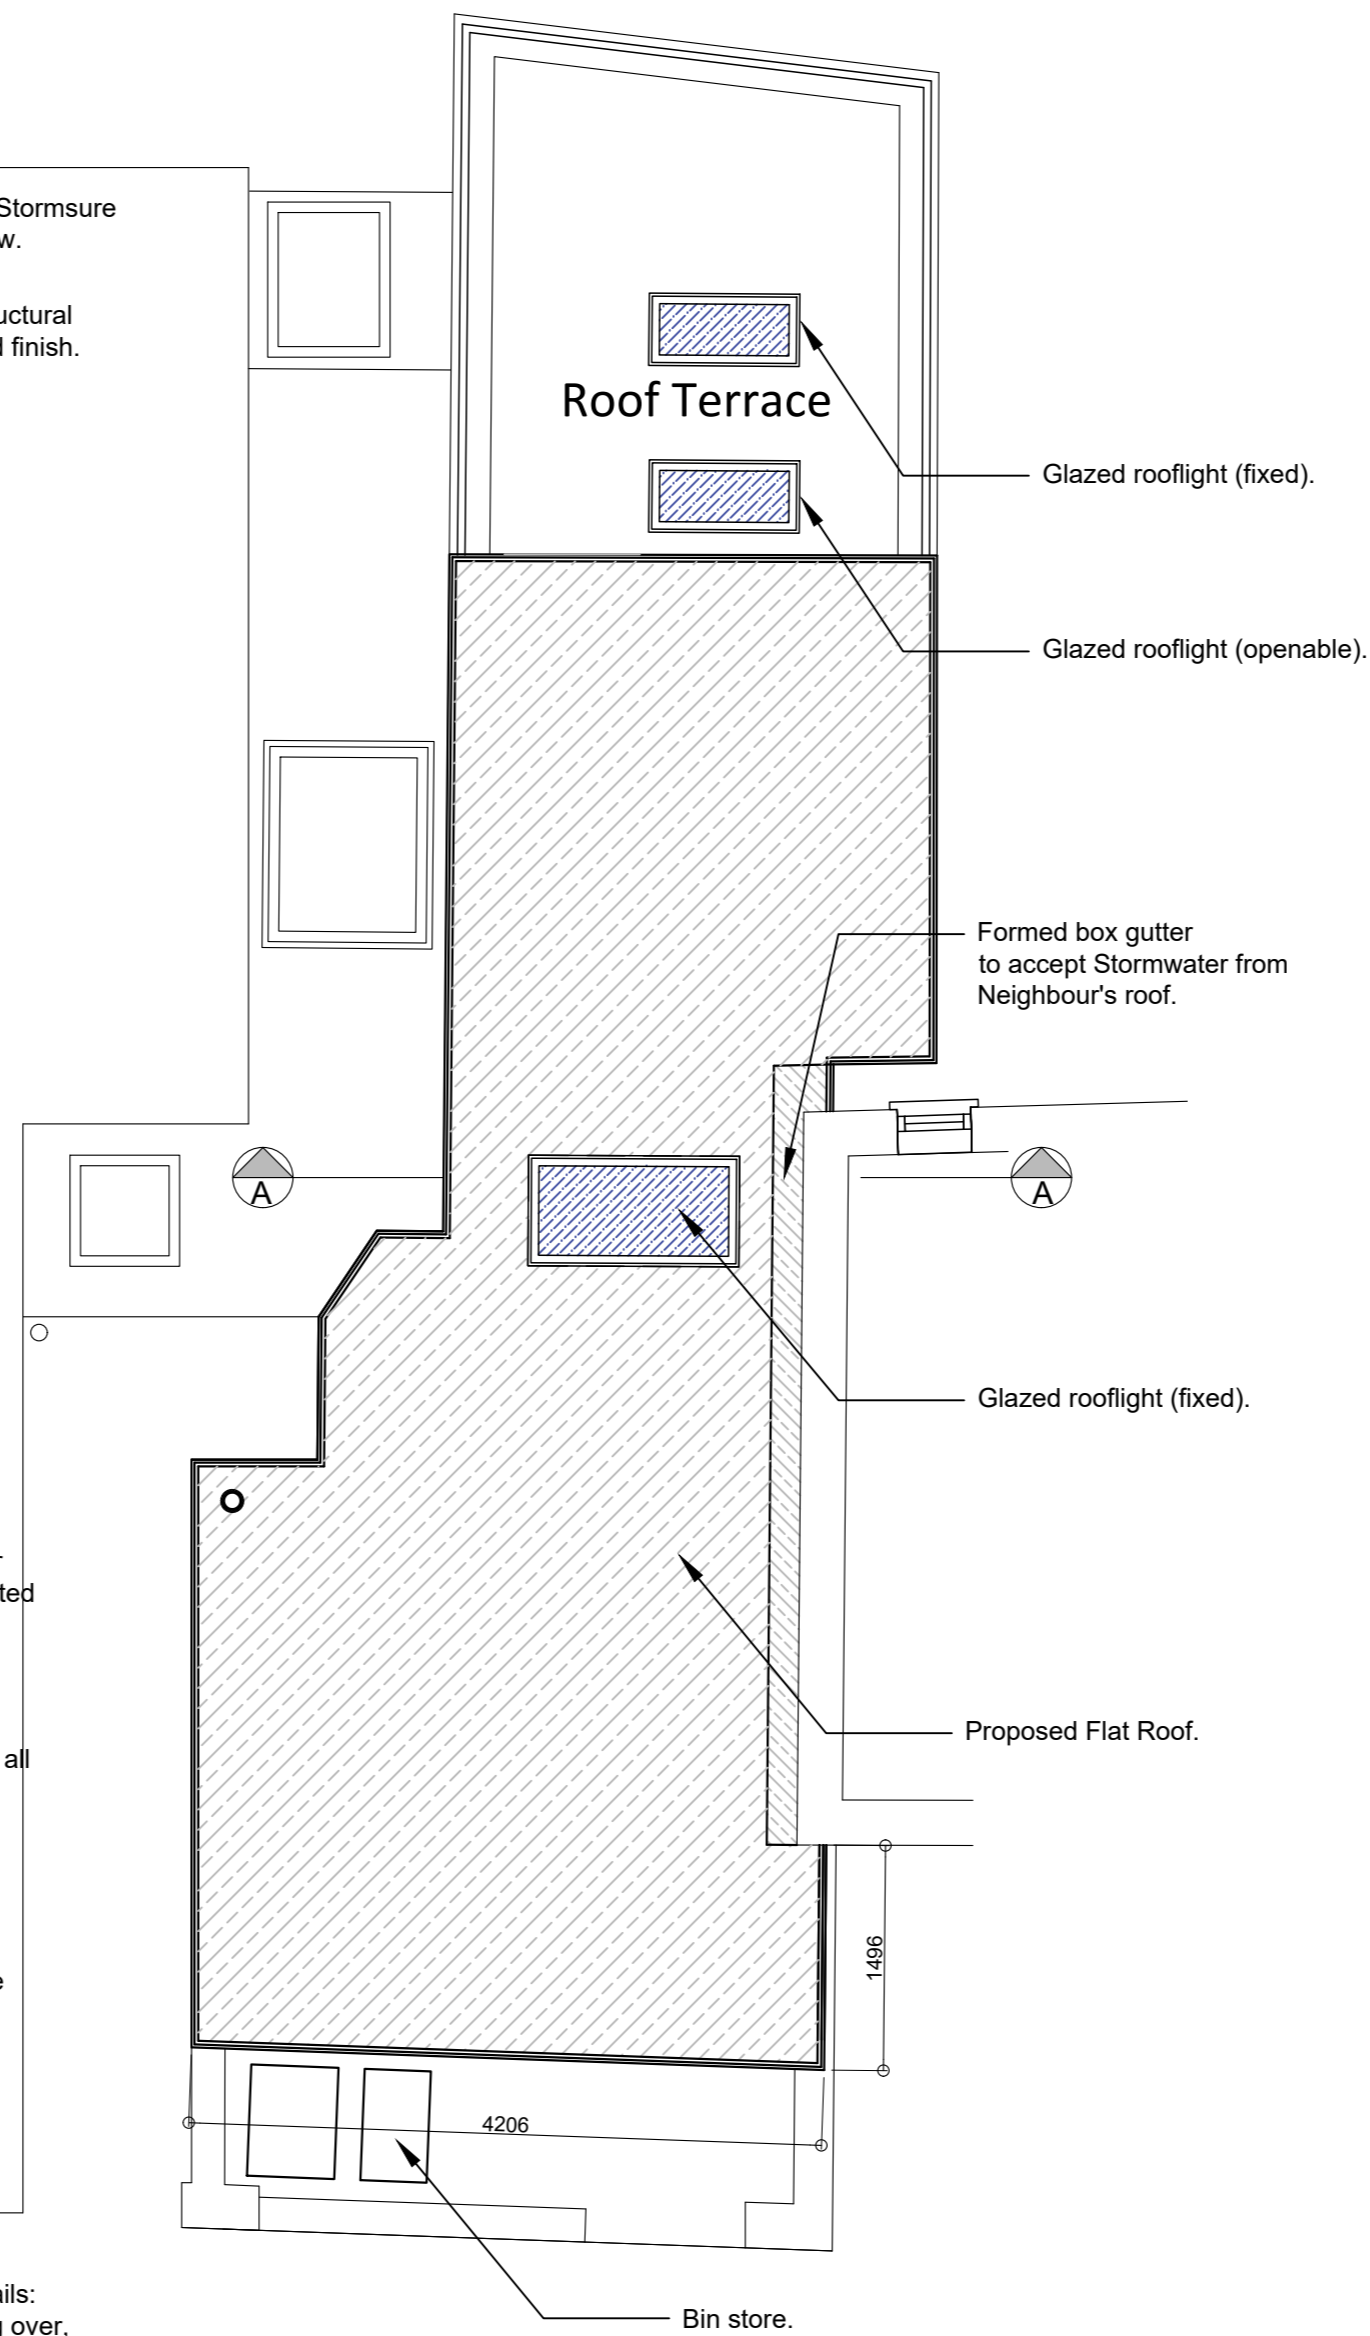 Stormsure
w.
uctural
d finish.
Roof Terrace
Glazed rooflight (fixed).
Glazed rooflight (openable).
Formed box gutter
to accept Stormwater from
Neighbour's roof.
A
A
Glazed rooflight (fixed).
ted
Proposed Flat Roof.
all
1496
e
4206
ails:
g over,
Bin store.